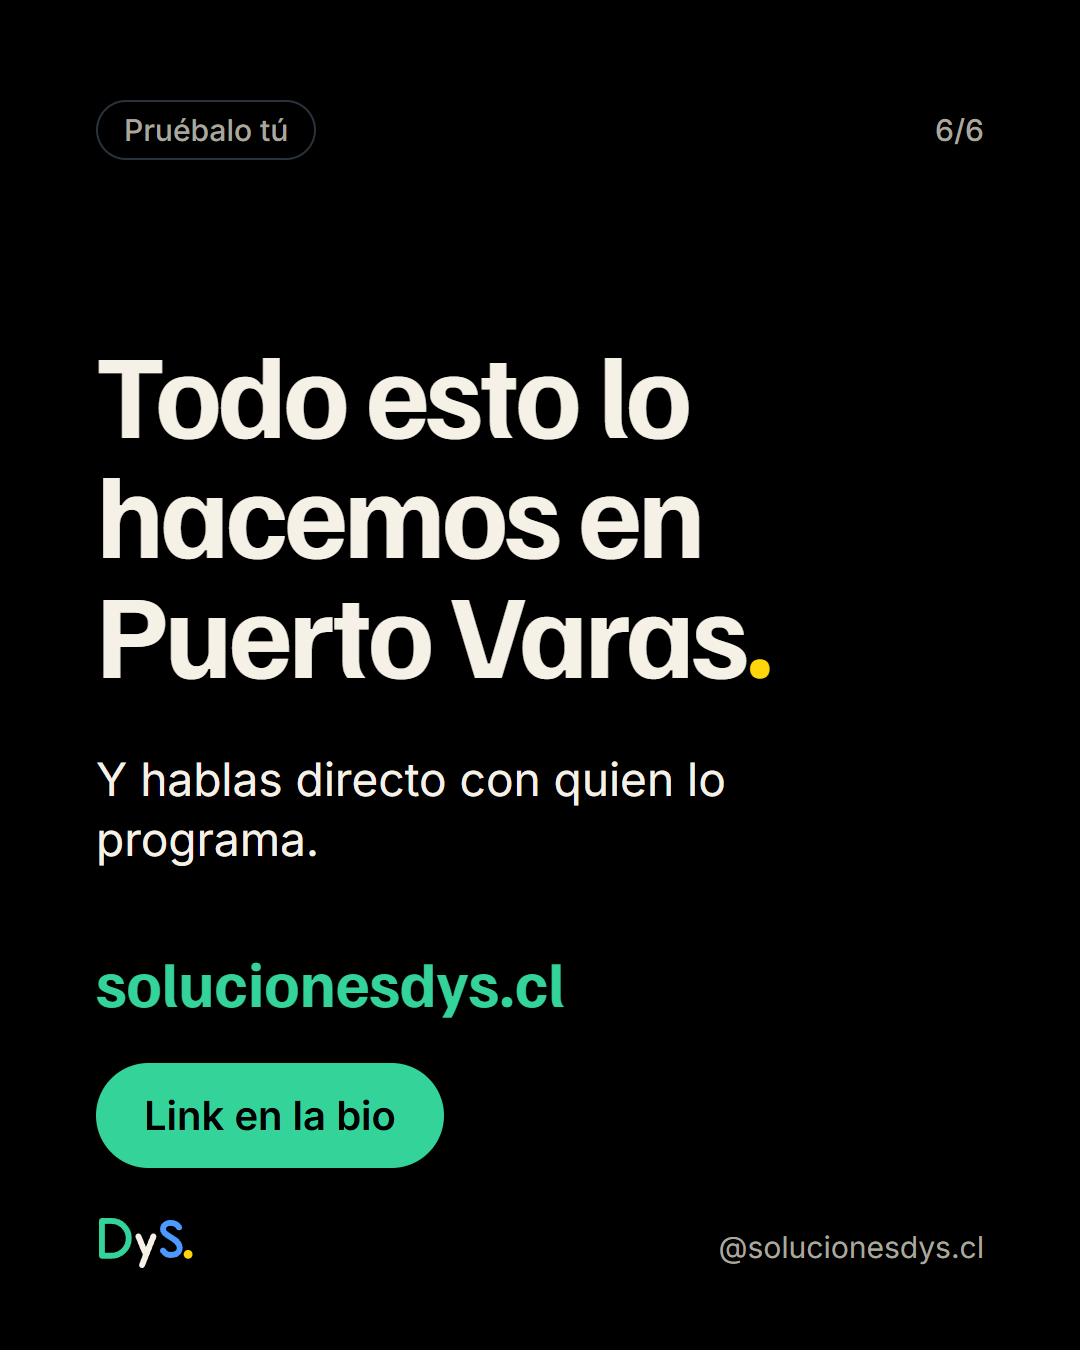 Pruébalo tú
6/6
Todo esto lo
hacemos en
Puerto Varas.
Y hablas directo con quien lo
programa.
solucionesdys.cl
Link en la bio
DyS.
@solucionesdys.cl